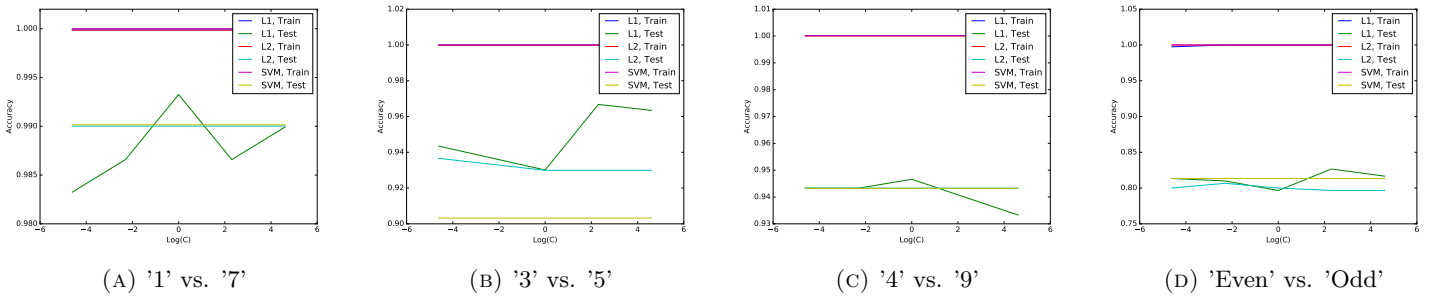 1.000
0.995
0.990
0.985
0.980
Accuracy
−6 −4 −2 0 2 4 6
Log(C)
L1, Train
L1, Test
L2, Train
L2, Test
SVM, Train
SVM, Test
(A) '1' vs. '7'
1.02
1.00
0.98
0.96
0.94
0.92
0.90
Accuracy
−6 −4 −2 0 2 4 6
Log(C)
L1, Train
L1, Test
L2, Train
L2, Test
SVM, Train
SVM, Test
(B) '3' vs. '5'
1.01
1.00
0.99
0.98
0.97
0.96
0.95
0.94
0.93
Accuracy
−6 −4 −2 0 2 4 6
Log(C)
L1, Train
L1, Test
L2, Train
L2, Test
SVM, Train
SVM, Test
(C) '4' vs. '9'
1.05
1.00
0.95
0.90
0.85
0.80
0.75
Accuracy
−6 −4 −2 0 2 4 6
Log(C)
L1, Train
L1, Test
L2, Train
L2, Test
SVM, Train
SVM, Test
(D) 'Even' vs. 'Odd'